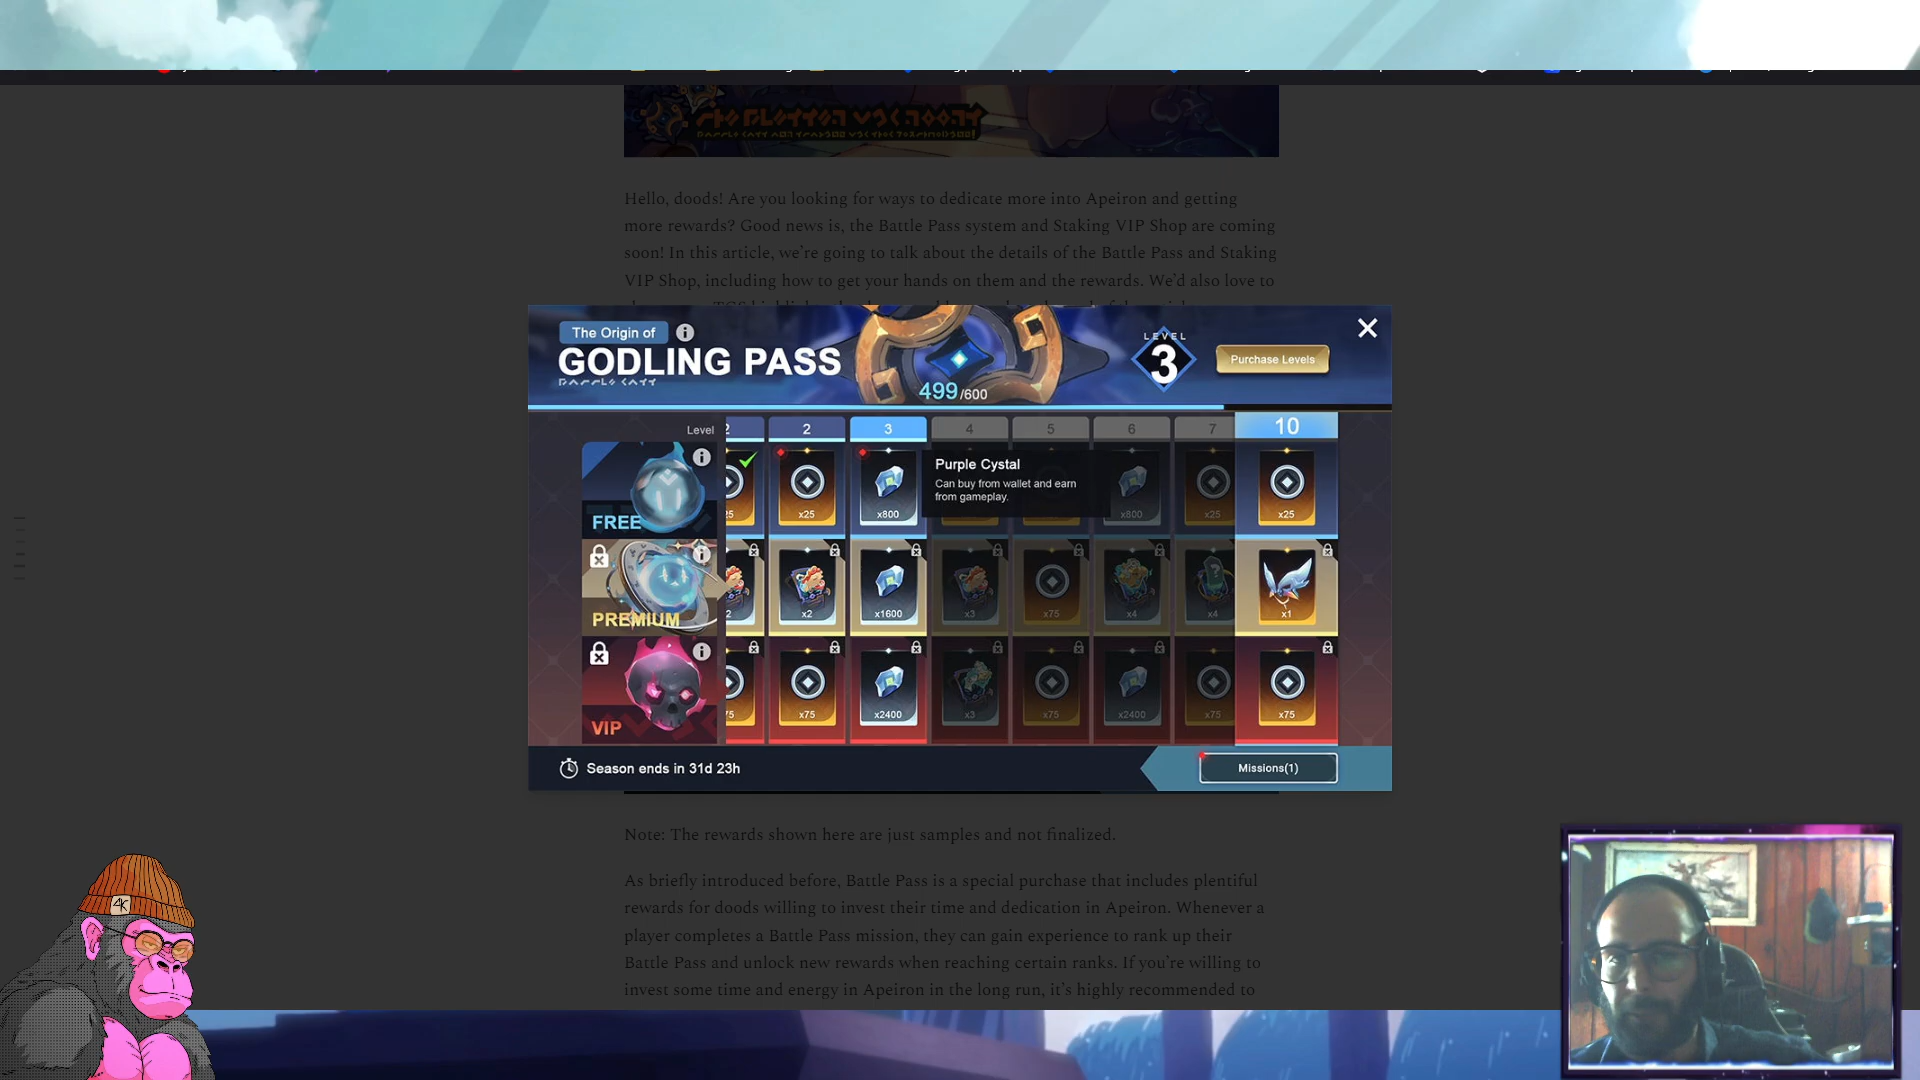 Hello, doods! Are you looking for ways to dedicate more into Apeiron and getting
more rewards? Good news is, the Battle Pass system and Staking VIP Shop are coming
soon! In this article, we're going to talk about the details of the Battle Pass and Staking
VIP Shop, including how to get your hands on them and the rewards. We'd also love to
The Origin of
GODLING PASS
499/600
LEVEL
3
Purchase Levels
Level
2
2
3
4
5
6
7
10
FREE
x25
x800
Purple Cystal
Can buy from wallet and earn
from gameplay.
x800
x25
x25
PREMIUM
x2
x1600
x3
x75
x4
x4
x1
VIP
x75
x2400
x3
x75
x2400
x75
x75
Season ends in 31d 23h
Missions(1)
Note: The rewards shown here are just samples and not finalized.
As briefly introduced before, Battle Pass is a special purchase that includes plentiful
rewards for doods willing to invest their time and dedication in Apeiron. Whenever a
player completes a Battle Pass mission, they can gain experience to rank up their
Battle Pass and unlock new rewards when reaching certain ranks. If you're willing to
invest some time and energy in Apeiron in the long run, it's highly recommended to
4K